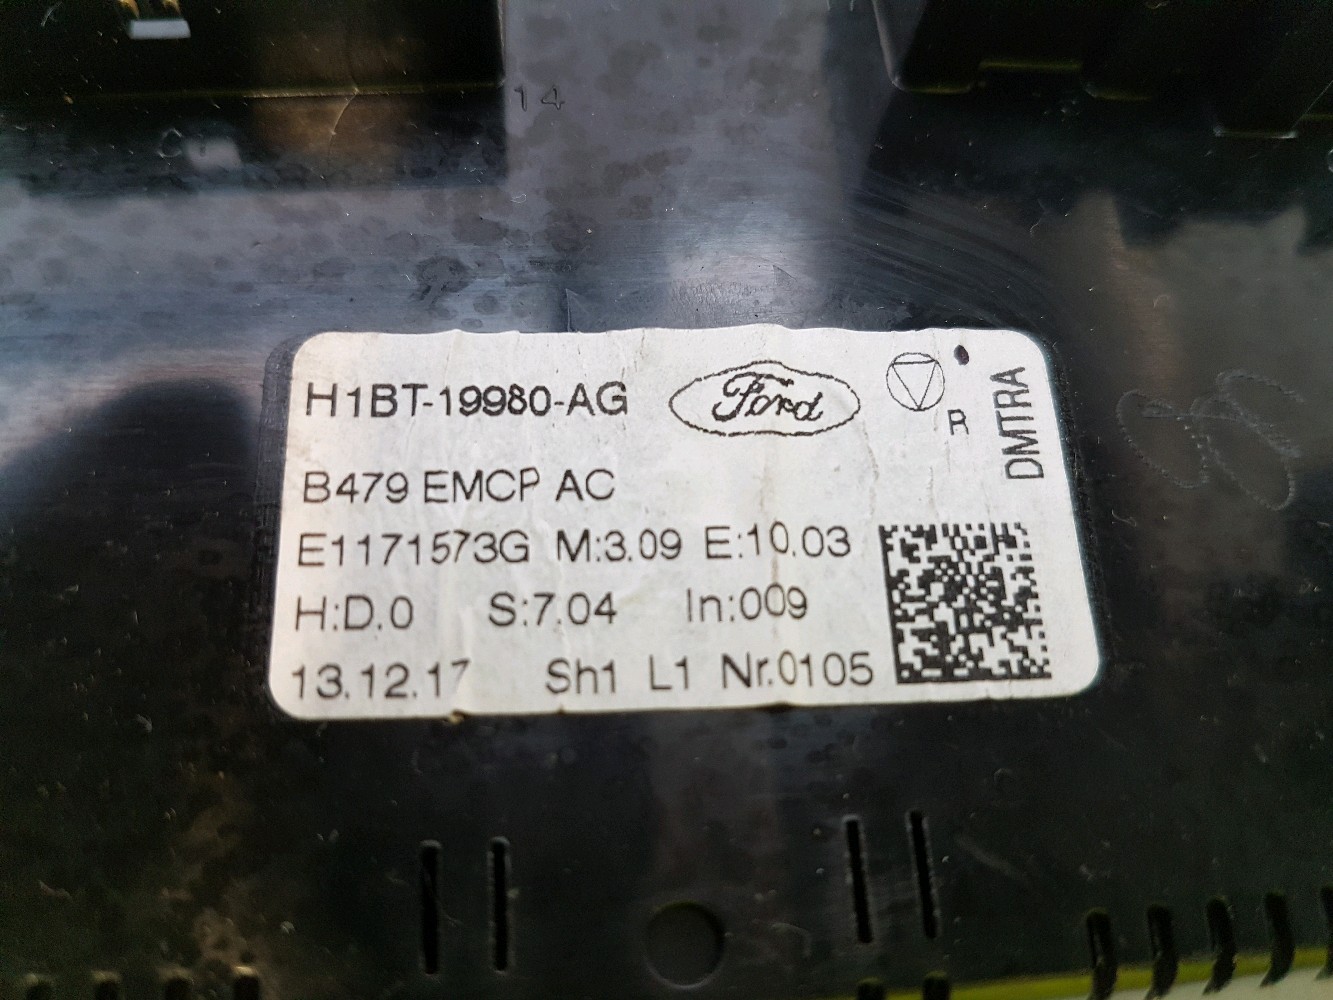 14
H1BT-19980-AG Ford
R
DMTRA
B479 EMCP AC
E1171573G M:3.09 E:10.03
H:D.0 S:7.04 In:009
13.12.17 Sh1 L1 Nr.0105